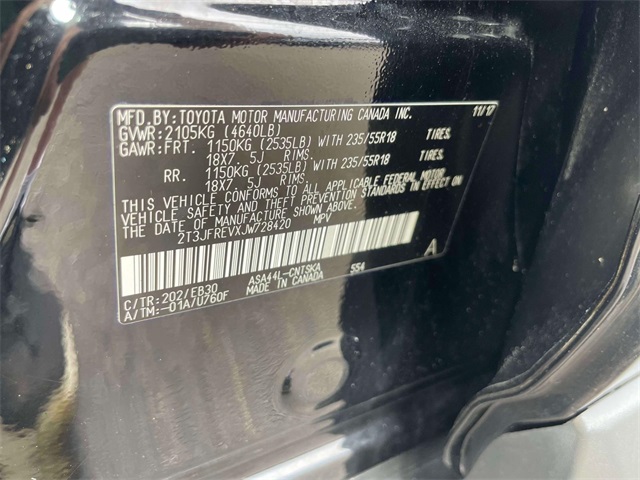 MFD.BY:TOYOTA MOTOR MANUFACTURING CANADA INC. 11/17
GVWR:2105KG (4640LB)
GAWR:FRT. 1150KG (2535LB) WITH 235/55R18 TIRES.
18X7.5J RIMS.
RR. 1150KG (2535LB) WITH 235/55R18 TIRES.
18X7.5J RIMS.
THIS VEHICLE CONFORMS TO ALL APPLICABLE FEDERAL MOTOR
VEHICLE SAFETY AND THEFT PREVENTION STANDARDS IN EFFECT ON
THE DATE OF MANUFACTURE SHOWN ABOVE.
2T3JFREVXJW728420 MPV
A
C/TR:202/EB30 ASA44L-CNTSKA 554
A/TM:-01A/U760F MADE IN CANADA